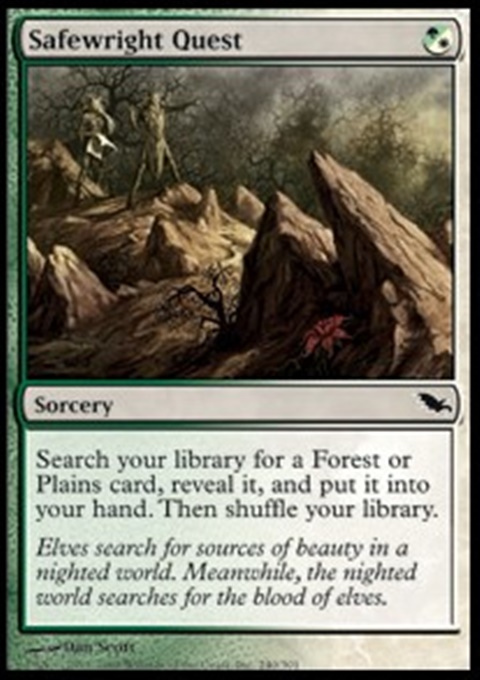 Safewright Quest
Sorcery
Search your library for a Forest or
Plains card, reveal it, and put it into
your hand. Then shuffle your library.
Elves search for sources of beauty in a
nighted world. Meanwhile, the nighted
world searches for the blood of elves.
Dan Scott